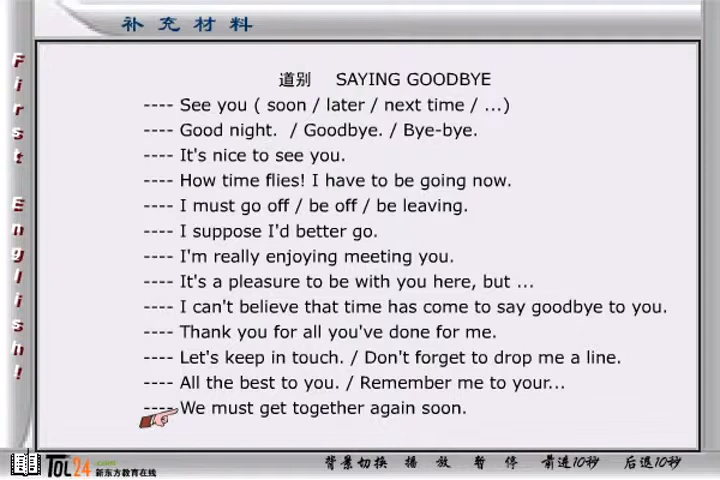 补充材料
First English!
道别 SAYING GOODBYE
---- See you ( soon / later / next time / ...)
---- Good night. / Goodbye. / Bye-bye.
---- It's nice to see you.
---- How time flies! I have to be going now.
---- I must go off / be off / be leaving.
---- I suppose I'd better go.
---- I'm really enjoying meeting you.
---- It's a pleasure to be with you here, but ...
---- I can't believe that time has come to say goodbye to you.
---- Thank you for all you've done for me.
---- Let's keep in touch. / Don't forget to drop me a line.
---- All the best to you. / Remember me to your...
---- We must get together again soon.
TOL24.com 新东方教育在线
背景切换 播放 暂停 前进10秒 后退10秒